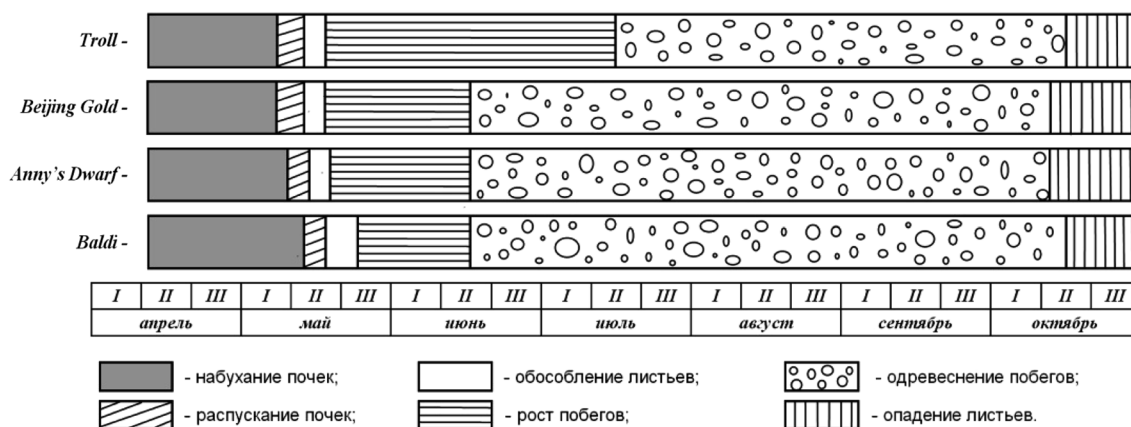 Troll -
Beijing Gold -
Anny’s Dwarf -
Baldi -
I II III I II III I II III I II III I II III I II III I II III
апрель май июнь июль август сентябрь октябрь
- набухание почек; - обособление листьев; - одревеснение побегов;
- распускание почек; - рост побегов; - опадение листьев.